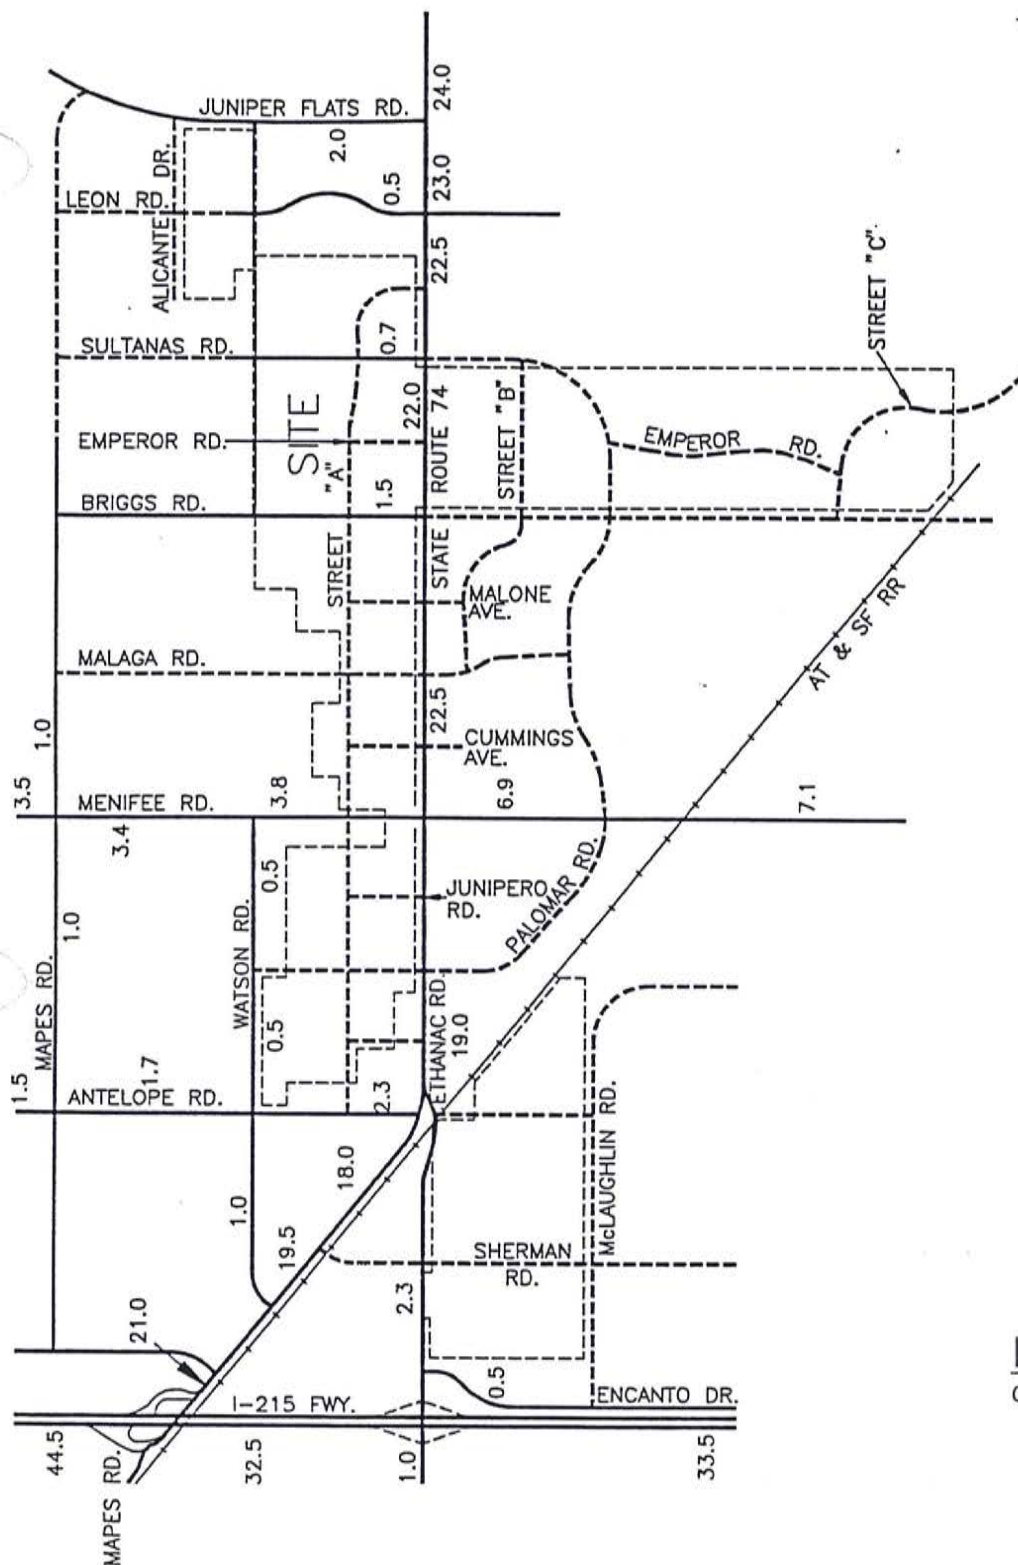 JUNIPER FLATS RD.
24.0
2.0
LEON RD.
ALICANTE DR.
0.5
23.0
22.5
SULTANAS RD.
0.7
STREET "C"
SITE
22.0
EMPEROR RD.
EMPEROR RD.
STREET "A"
STATE ROUTE 74
STREET "B"
BRIGGS RD.
1.5
MALONE
AVE.
AT & SF RR
MALAGA RD.
22.5
1.0
CUMMINGS
AVE.
3.5
MENIFEE RD.
3.8
6.9
7.1
3.4
0.5
JUNIPERO
RD.
PALOMAR RD.
1.0
MAPES RD.
WATSON RD.
0.5
ETHANAC RD.
19.0
1.5
1.7
ANTELOPE RD.
2.3
McLAUGHLIN RD.
18.0
1.0
19.5
SHERMAN
RD.
2.3
21.0
0.5
I-215 FWY.
ENCANTO DR.
44.5
32.5
1.0
33.5
MAPES RD.